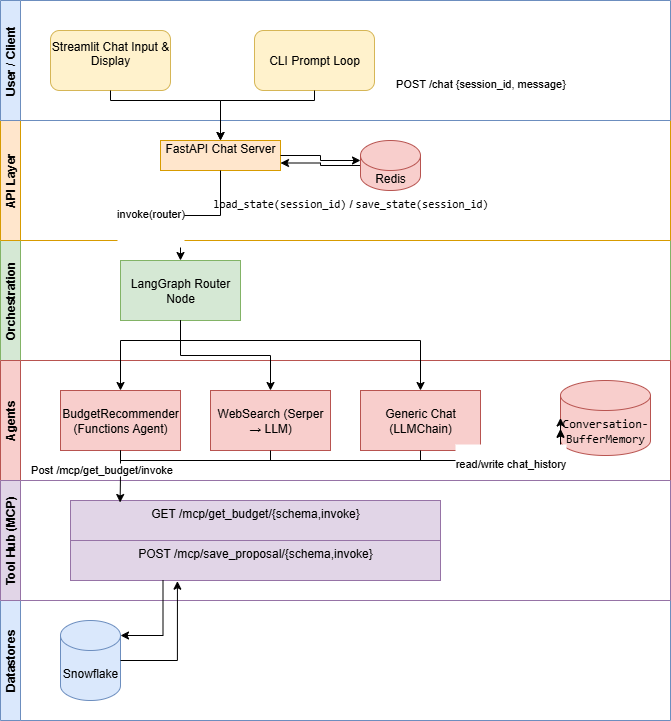 User / Client
Streamlit Chat Input &
Display
CLI Prompt Loop
POST /chat {session_id, message}
API Layer
FastAPI Chat Server
Redis
load_state(session_id) / save_state(session_id)
invoke(router)
Orchestration
LangGraph Router
Node
Agents
BudgetRecommender
(Functions Agent)
WebSearch (Serper
→ LLM)
Generic Chat
(LLMChain)
Conversation-
BufferMemory
Post /mcp/get_budget/invoke
read/write chat_history
Tool Hub (MCP)
GET /mcp/get_budget/{schema,invoke}
POST /mcp/save_proposal/{schema,invoke}
Datastores
Snowflake